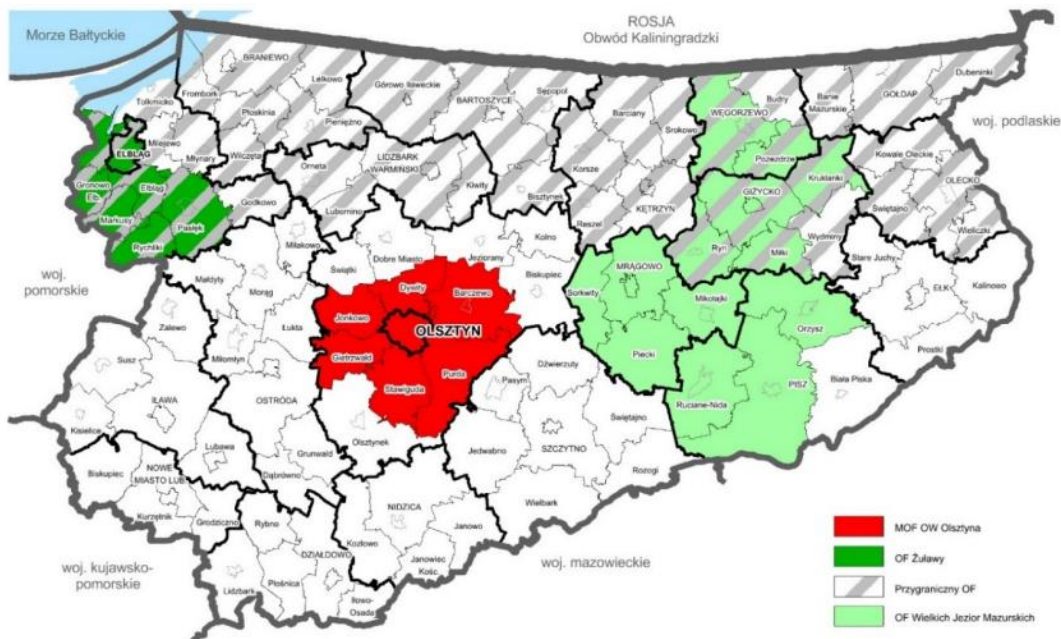 ROSJA
Obwód Kaliningradzki
Morze Bałtyckie
BRANIEWO
Lelkowo
Frombork
Górowo Iławeckie
Sępopol
BARTOSZYCE
Tolkmicko
Płoskinia
Pieniężno
Barciany
Srokowo
WĘGORZEWO
Budry
Banie
Mazurskie
GOŁDAP
Dubeninki
woj. podlaskie
ELBLĄG
Milejewo
Młynary
Wilczęta
Orneta
LIDZBARK
WARMIŃSKI
Kiwity
Bisztynek
Korsze
Pozezdrze
Kruklanki
Kowale Oleckie
OLECKO
Gronowo
Elb.
Elbląg
Godkowo
Lubomino
Reszel
KĘTRZYN
GIŻYCKO
Świętajno
Wieliczki
Markusy
Pasłęk
Rychliki
Ryn
Miłki
Wydminy
Stare Juchy
woj.
pomorskie
Miłakowo
Świątki
Dobre Miasto
Jeziorany
Kolno
Biskupiec
Małdyty
Morąg
Sorkwity
MRĄGOWO
Mikołajki
EŁK
Kalinowo
Zalewo
Łukta
Jonkowo
Dywity
Barczewo
OLSZTYN
Orzysz
Prostki
Susz
Miłomłyn
Gietrzwałd
Stawiguda
Purda
Dźwierzuty
Piecki
Pasym
Ruciane-Nida
PISZ
Biała Piska
IŁAWA
OSTRÓDA
Olsztynek
Świętajno
Kisielice
Lubawa
Grunwald
Jedwabno
SZCZYTNO
Rozogi
Biskupiec
NOWE
MIASTO LUB.
Dąbrówno
Wielbark
Kurzętnik
Grodziczno
Rybno
NIDZICA
Janowo
DZIAŁDOWO
Kozłowo
Janowiec
Kośc.
woj. mazowieckie
woj. kujawsko-
pomorskie
Lidzbark
Płośnica
Iłowo-
Osada
MOF OW Olsztyna
OF Żuławy
Przygraniczny OF
OF Wielkich Jezior Mazurskich